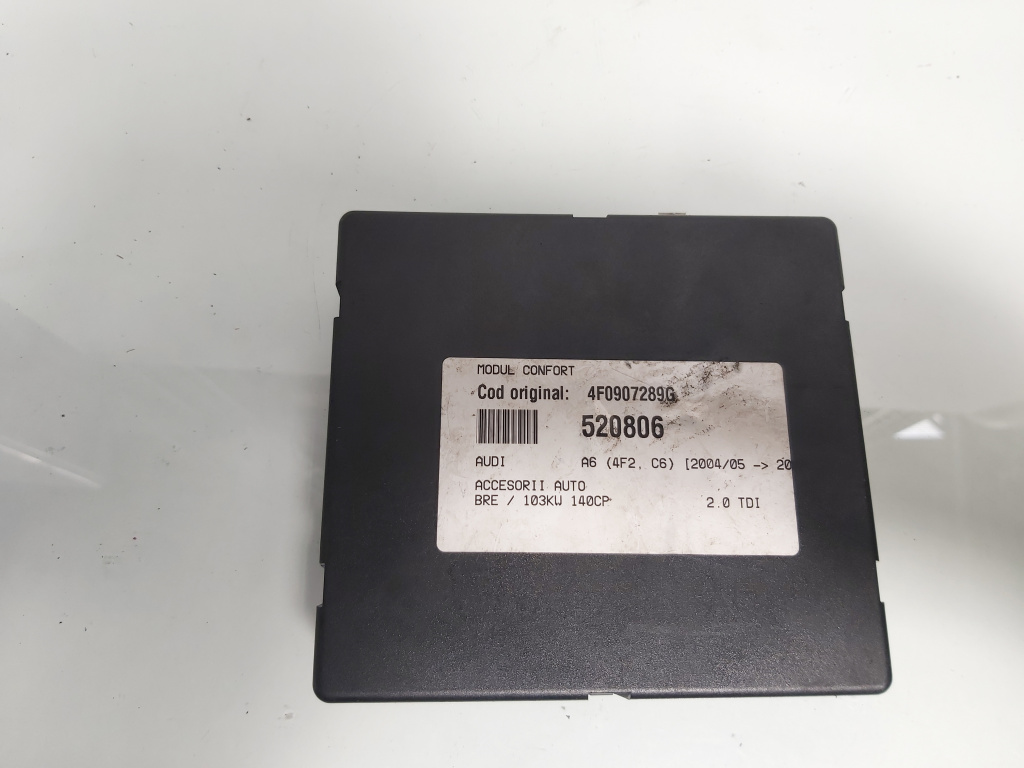 MODUL CONFORT
Cod original: 4F0907289G
520806
AUDI A6 (4F2, C6) [2004/05 -> 20
ACCESORII AUTO
BRE / 103KW 140CP 2.0 TDI